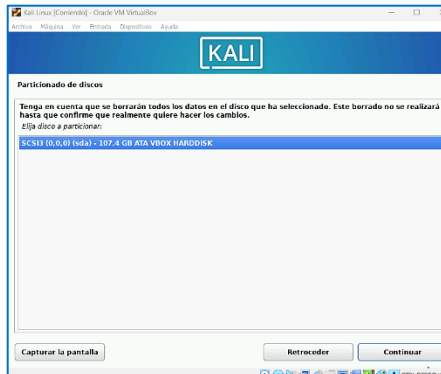 Kali Linux [Corriendo] - Oracle VM VirtualBox
Archivo Máquina Ver Entrada Dispositivos Ayuda
KALI
Particionado de discos
Tenga en cuenta que se borrarán todos los datos en el disco que ha seleccionado. Este borrado no se realizará
hasta que confirme que realmente quiere hacer los cambios.
Elija disco a particionar:
SCSI3 (0,0,0) (sda) - 107.4 GB ATA VBOX HARDDISK
Capturar la pantalla
Retroceder
Continuar